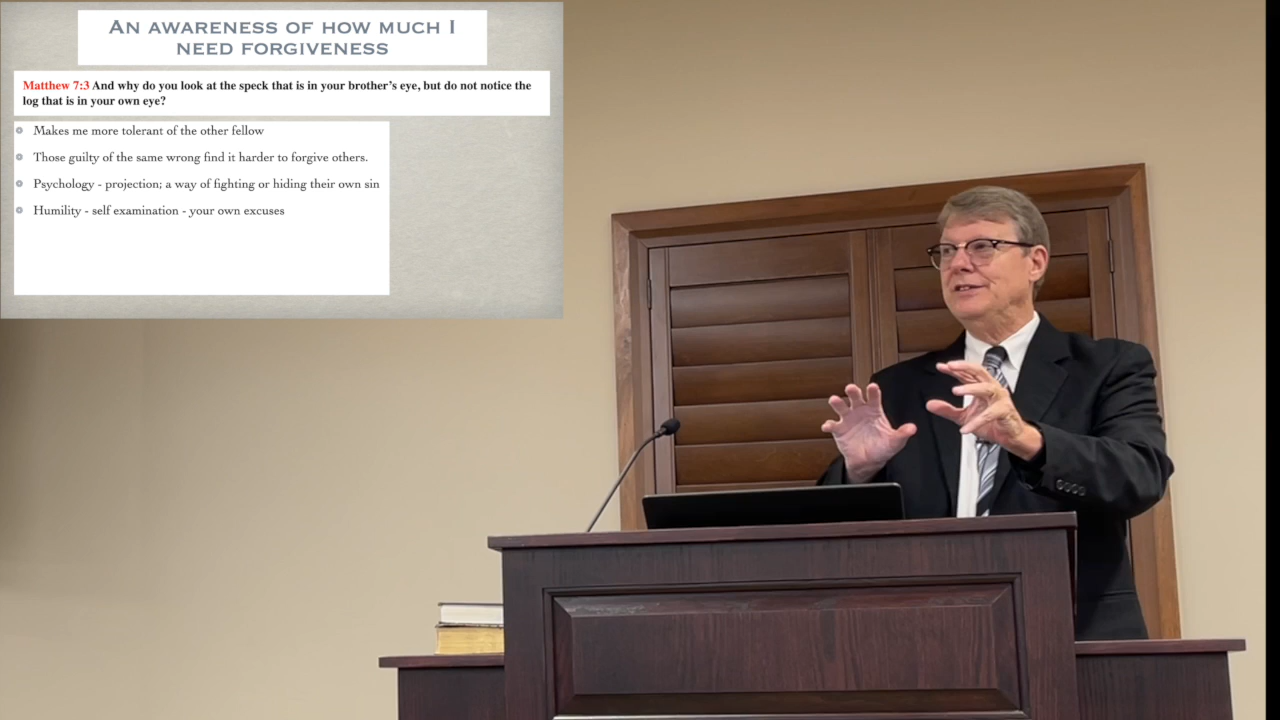 AN AWARENESS OF HOW MUCH I
NEED FORGIVENESS
Matthew 7:3 And why do you look at the speck that is in your brother's eye, but do not notice the
log that is in your own eye?
Makes me more tolerant of the other fellow
Those guilty of the same wrong find it harder to forgive others.
Psychology - projection; a way of fighting or hiding their own sin
Humility - self examination - your own excuses